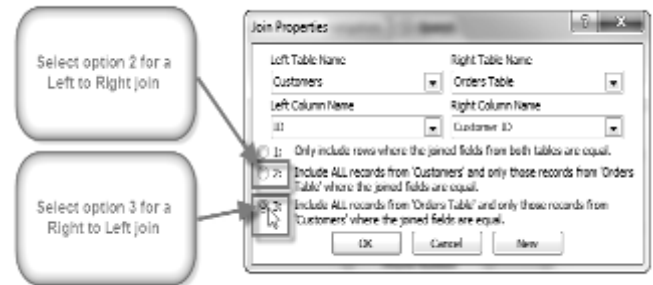 Select option 2 for a
Left to Right join
Select option 3 for a
Right to Left join
Join Properties
Left Table Name
Right Table Name
Customers
Orders Table
Left Column Name
Right Column Name
ID
Customer ID
1: Only include rows where the joined fields from both tables are equal.
2: Include ALL records from 'Customers' and only those records from 'Orders
Table' where the joined fields are equal.
3: Include ALL records from 'Orders Table' and only those records from
'Customers' where the joined fields are equal.
OK
Cancel
New